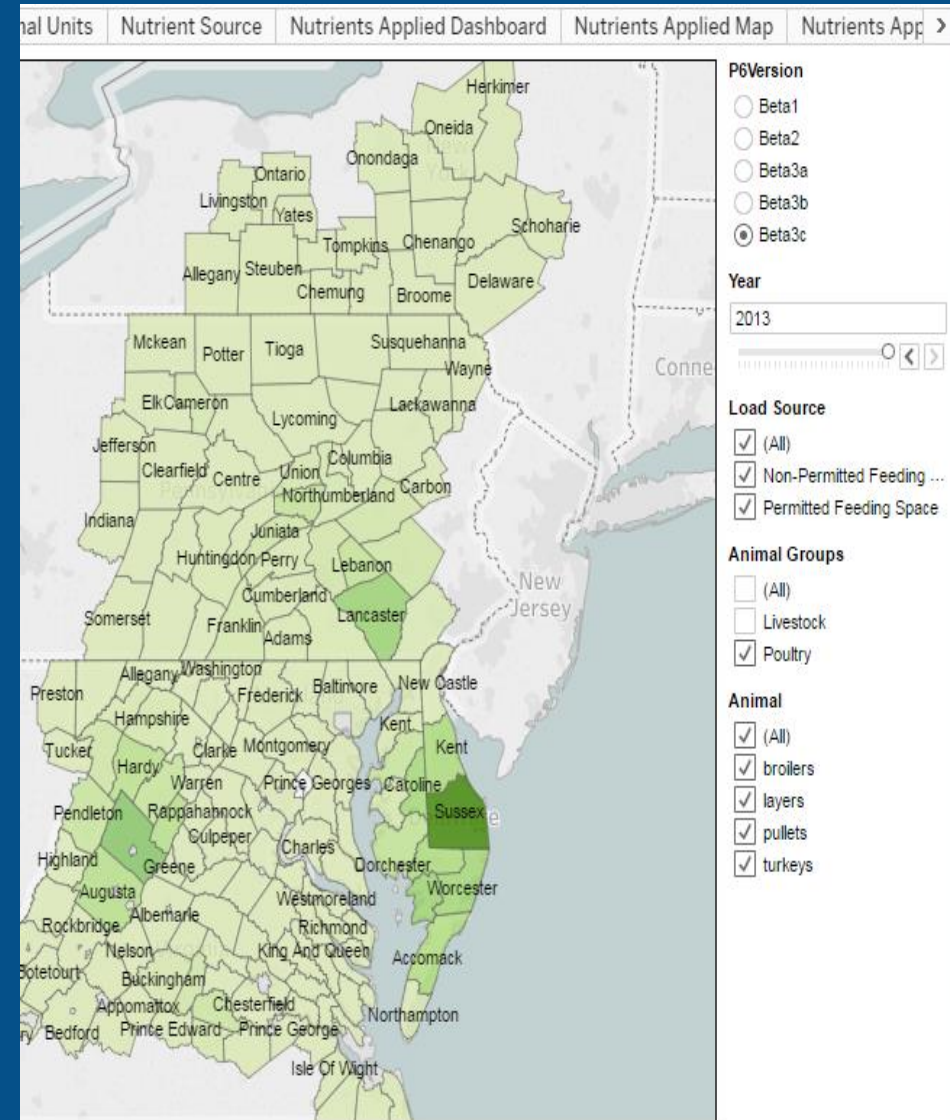 nal Units
Nutrient Source
Nutrients Applied Dashboard
Nutrients Applied Map
Nutrients App
Herkimer
Oneida
Onondaga
Ontario
Livingston
Yates
Schoharie
Tompkins
Chenango
Allegany
Steuben
Delaware
Chemung
Broome
Mckean
Potter
Tioga
Susquehanna
Wayne
Conne
Elk
Cameron
Lackawanna
Lycoming
Jefferson
Columbia
Clearfield
Centre
Union
Carbon
Northumberland
Indiana
Juniata
Huntingdon
Perry
Lebanon
New
Jersey
Cumberland
Lancaster
Somerset
Franklin
Adams
Allegany
Washington
Preston
Frederick
Baltimore
New Castle
Hampshire
Kent
Tucker
Clarke
Montgomery
Kent
Hardy
Warren
Prince Georges
Caroline
Pendleton
Rappahannock
Sussex
Culpeper
Highland
Greene
Charles
Dorchester
Augusta
Worcester
Westmoreland
Rockbridge
Albemarle
Richmond
Nelson
King And Queen
Accomack
Botetourt
Buckingham
Appomattox
Chesterfield
Northampton
ry
Bedford
Prince Edward
Prince George
Isle Of Wight
P6Version
Beta1
Beta2
Beta3a
Beta3b
Beta3c
Year
2013
Load Source
(All)
Non-Permitted Feeding ...
Permitted Feeding Space
Animal Groups
(All)
Livestock
Poultry
Animal
(All)
broilers
layers
pullets
turkeys